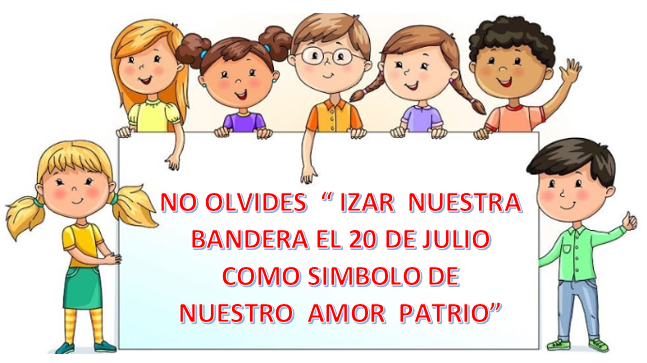 NO OLVIDES “ IZAR NUESTRA
BANDERA EL 20 DE JULIO
COMO SIMBOLO DE
NUESTRO AMOR PATRIO”